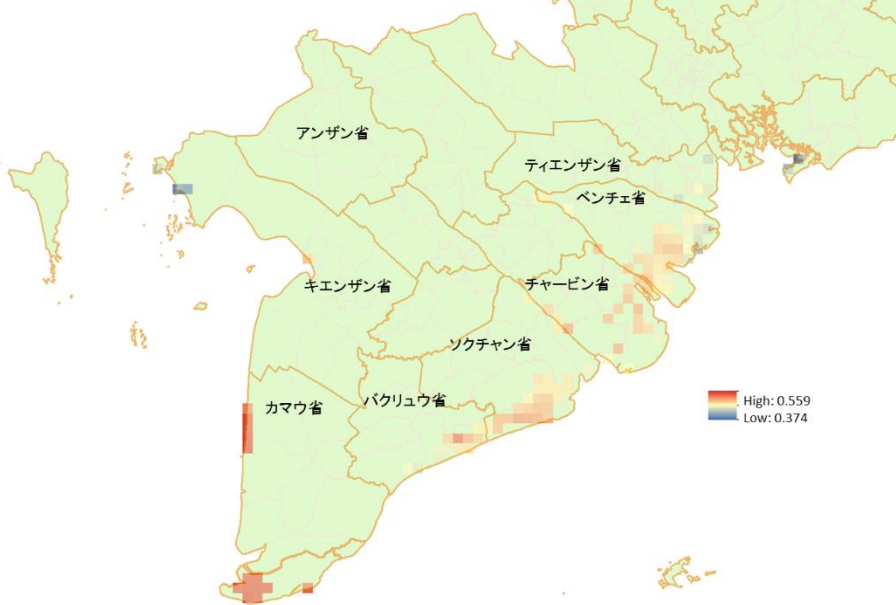 アンザン省
ティエンザン省
ベンチェ省
キエンザン省
チャービン省
ソクチャン省
カマウ省
バクリュウ省
High: 0.559
Low: 0.374